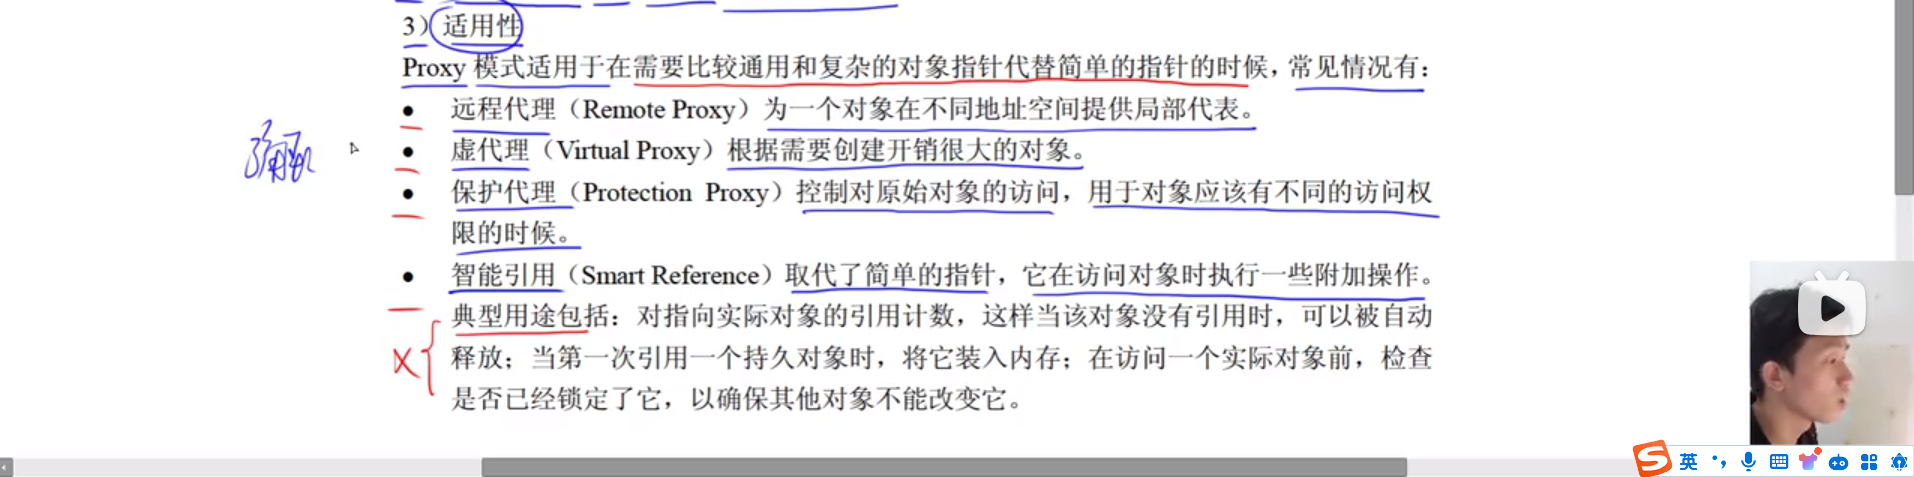 3）适用性
Proxy 模式适用于在需要比较通用和复杂的对象指针代替简单的指针的时候，常见情况有：
● 远程代理（Remote Proxy）为一个对象在不同地址空间提供局部代表。
● 虚代理（Virtual Proxy）根据需要创建开销很大的对象。
● 保护代理（Protection Proxy）控制对原始对象的访问，用于对象应该有不同的访问权
限的时候。
● 智能引用（Smart Reference）取代了简单的指针，它在访问对象时执行一些附加操作。
典型用途包括：对指向实际对象的引用计数，这样当该对象没有引用时，可以被自动
释放；当第一次引用一个持久对象时，将它装入内存；在访问一个实际对象前，检查
是否已经锁定了它，以确保其他对象不能改变它。
英